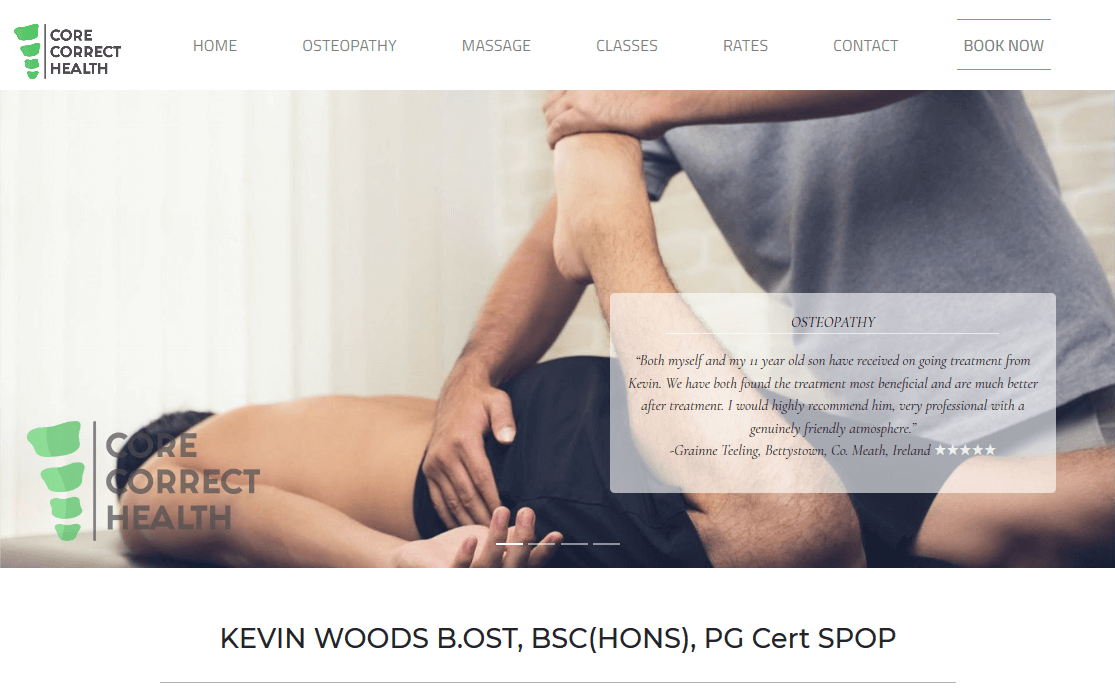 CORE
CORRECT
HEALTH
HOME OSTEOPATHY MASSAGE CLASSES RATES CONTACT BOOK NOW
OSTEOPATHY
“Both myself and my 11 year old son have received on going treatment from
Kevin. We have both found the treatment most beneficial and are much better
after treatment. I would highly recommend him, very professional with a
genuinely friendly atmosphere.”
-Grainne Teeling, Bettystown, Co. Meath, Ireland ★★★★★
CORE
CORRECT
HEALTH
KEVIN WOODS B.OST, BSC(HONS), PG Cert SPOP